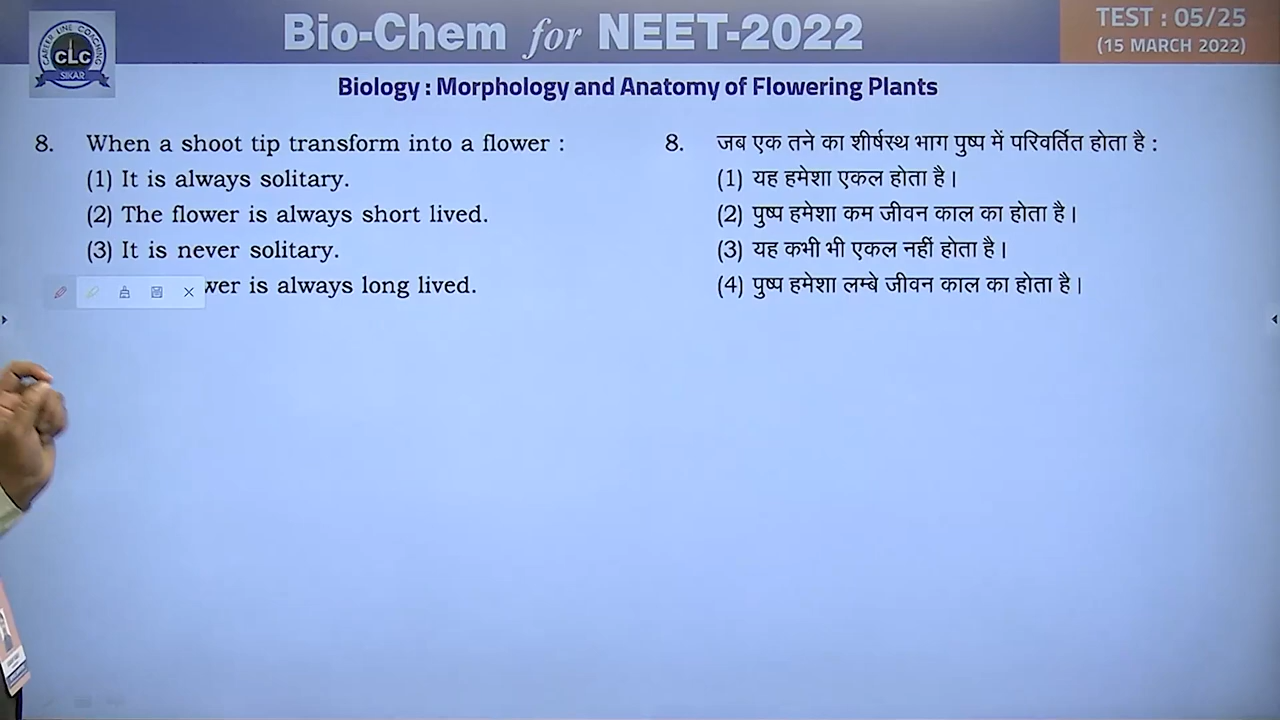 Bio-Chem for NEET-2022
TEST : 05/25
(15 MARCH 2022)
CAREER LINE COACHING
CLC
SIKAR
Biology : Morphology and Anatomy of Flowering Plants
8. When a shoot tip transform into a flower :
(1) It is always solitary.
(2) The flower is always short lived.
(3) It is never solitary.
wer is always long lived.
8. जब एक तने का शीर्षस्थ भाग पुष्प में परिवर्तित होता है :
(1) यह हमेशा एकल होता है।
(2) पुष्प हमेशा कम जीवन काल का होता है।
(3) यह कभी भी एकल नहीं होता है।
(4) पुष्प हमेशा लम्बे जीवन काल का होता है।